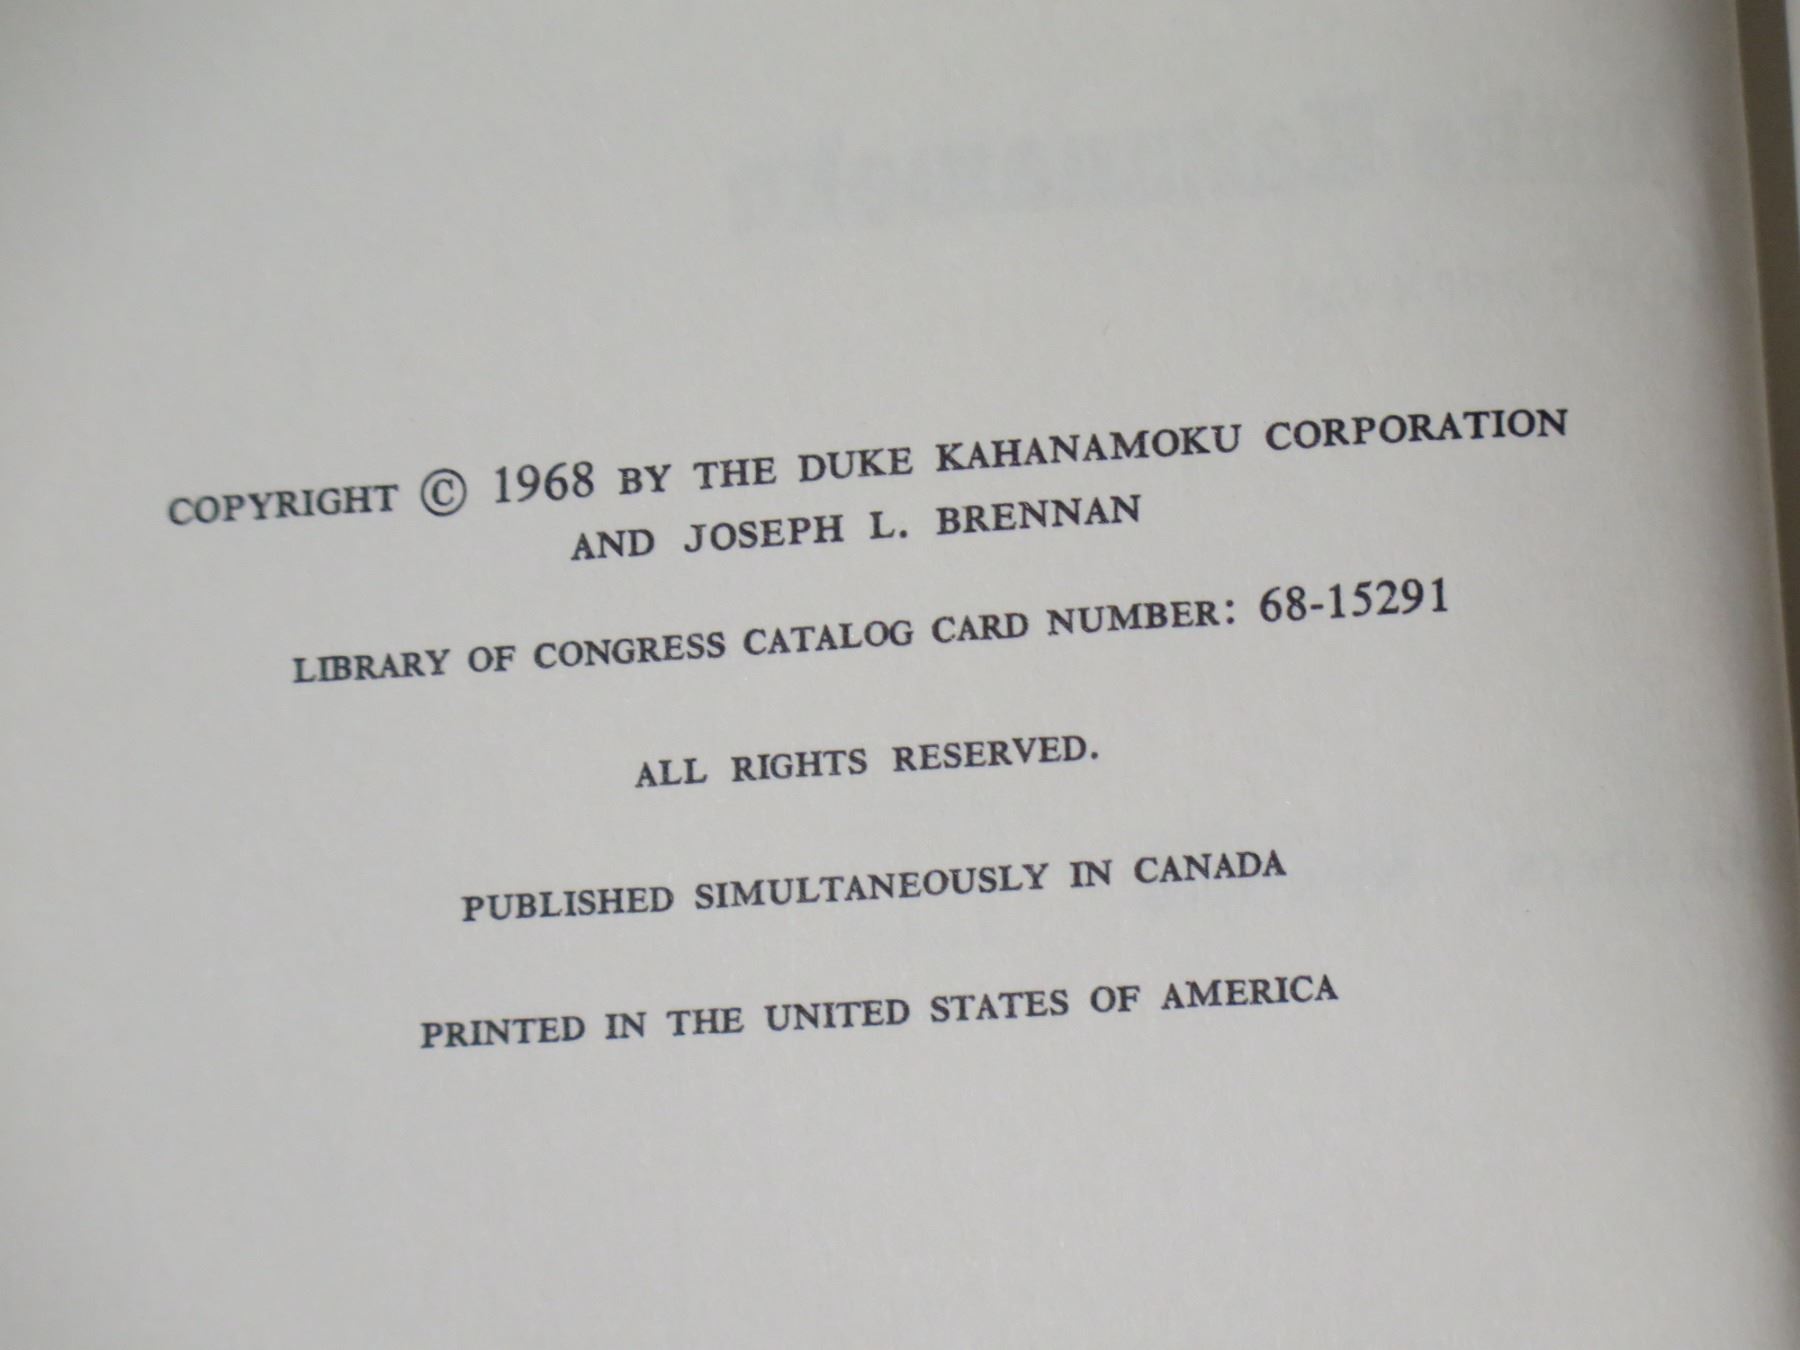 COPYRIGHT © 1968 BY THE DUKE KAHANAMOKU CORPORATION
AND JOSEPH L. BRENNAN
LIBRARY OF CONGRESS CATALOG CARD NUMBER: 68-15291
ALL RIGHTS RESERVED.
PUBLISHED SIMULTANEOUSLY IN CANADA
PRINTED IN THE UNITED STATES OF AMERICA